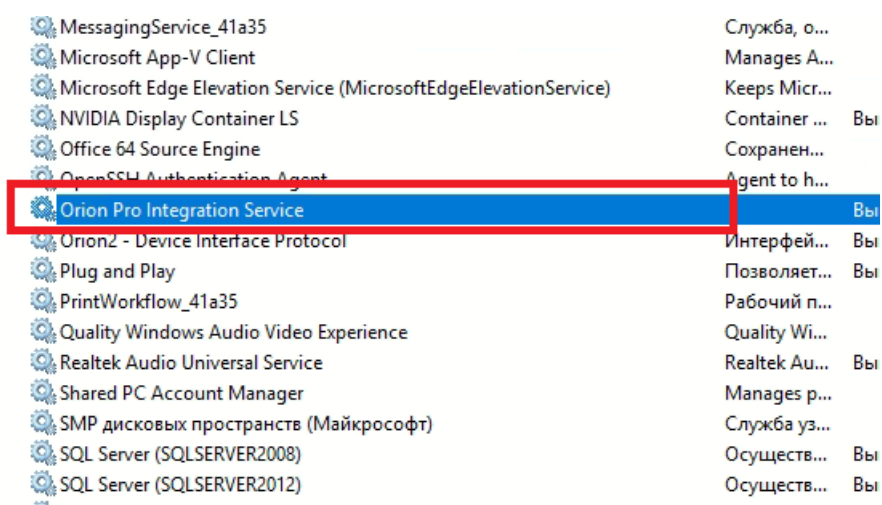 MessagingService_41a35 Служба, о...
Microsoft App-V Client Manages A...
Microsoft Edge Elevation Service (MicrosoftEdgeElevationService) Keeps Micr...
NVIDIA Display Container LS Container ... Вы
Office 64 Source Engine Сохранен...
OpenSSH Authentication Agent Agent to h...
Orion Pro Integration Service Вы
Orion2 - Device Interface Protocol Интерфей... Вы
Plug and Play Позволяет... Вы
PrintWorkflow_41a35 Рабочий п...
Quality Windows Audio Video Experience Quality Wi...
Realtek Audio Universal Service Realtek Au... Вы
Shared PC Account Manager Manages p...
SMP дисковых пространств (Майкрософт) Служба уз...
SQL Server (SQLSERVER2008) Осуществ... Вы
SQL Server (SQLSERVER2012) Осуществ... Вы